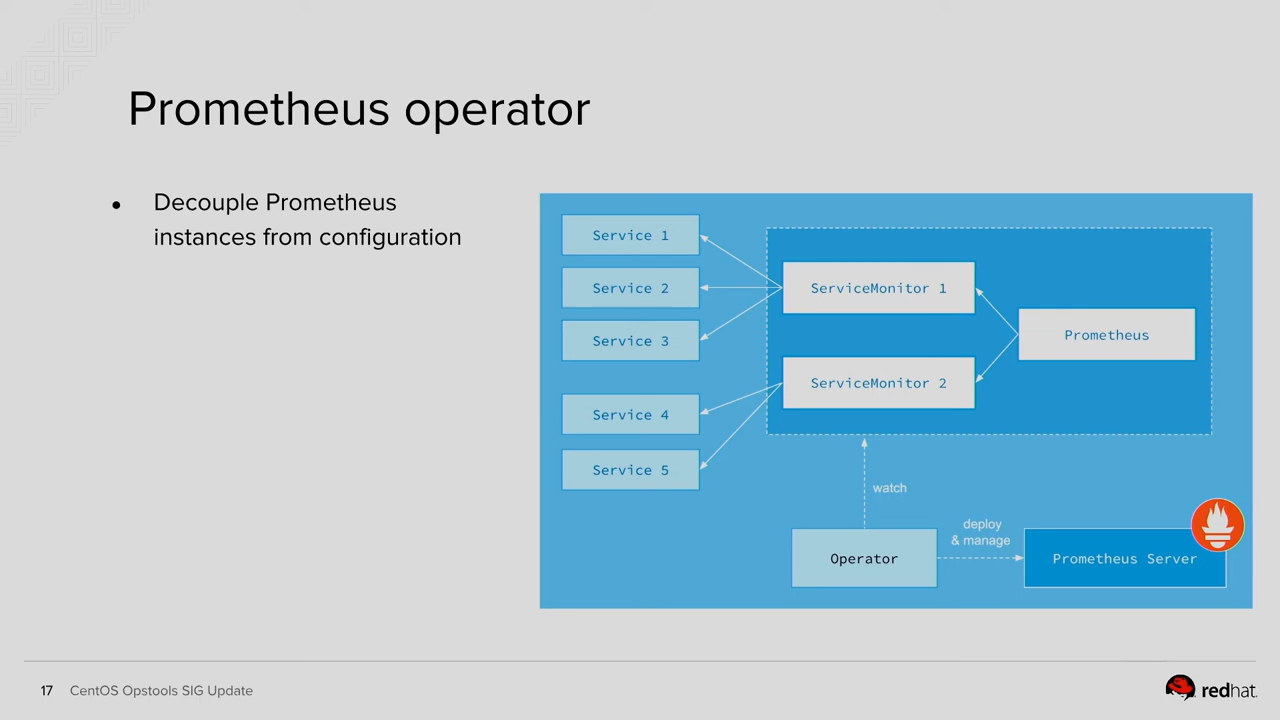 Prometheus operator
● Decouple Prometheus
instances from configuration
Service 1
Service 2
Service 3
Service 4
Service 5
ServiceMonitor 1
ServiceMonitor 2
Prometheus
watch
Operator
deploy
& manage
Prometheus Server
17 CentOS Opstools SIG Update
redhat.